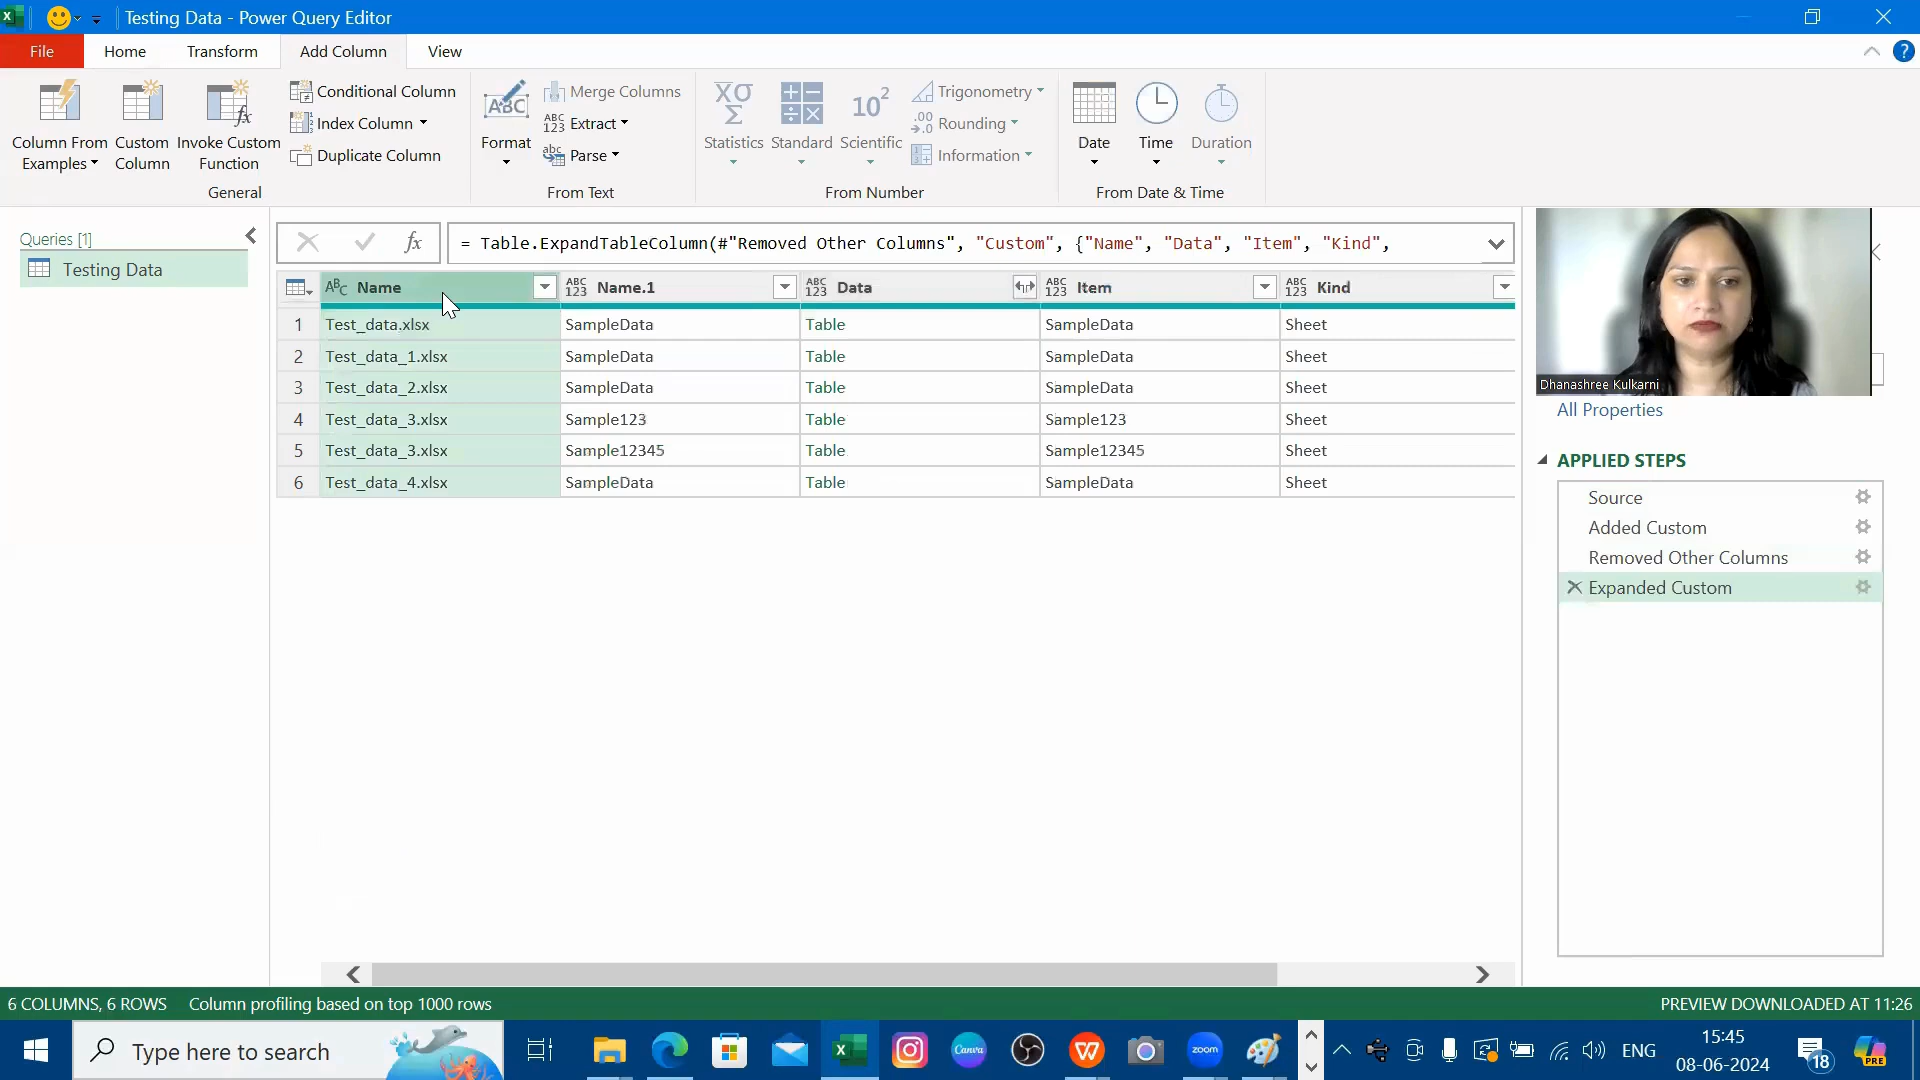 Testing Data - Power Query Editor
File Home Transform Add Column View
Column From Examples
Custom Column
Invoke Custom Function
Conditional Column
Index Column
Duplicate Column
General
Format
Merge Columns
Extract
Parse
From Text
Statistics
Standard
Scientific
Trigonometry
Rounding
Information
From Number
Date
Time
Duration
From Date & Time
Queries [1]
Testing Data
= Table.ExpandTableColumn(#"Removed Other Columns", "Custom", {"Name", "Data", "Item", "Kind",
Name Name.1 Data Item Kind
1 Test_data.xlsx SampleData Table SampleData Sheet
2 Test_data_1.xlsx SampleData Table SampleData Sheet
3 Test_data_2.xlsx SampleData Table SampleData Sheet
4 Test_data_3.xlsx Sample123 Table Sample123 Sheet
5 Test_data_3.xlsx Sample12345 Table Sample12345 Sheet
6 Test_data_4.xlsx SampleData Table SampleData Sheet
Dhanashree Kulkarni
All Properties
APPLIED STEPS
Source
Added Custom
Removed Other Columns
Expanded Custom
6 COLUMNS, 6 ROWS Column profiling based on top 1000 rows
PREVIEW DOWNLOADED AT 11:26
Type here to search
Canva
zoom
ENG
15:45
08-06-2024
18
PRE